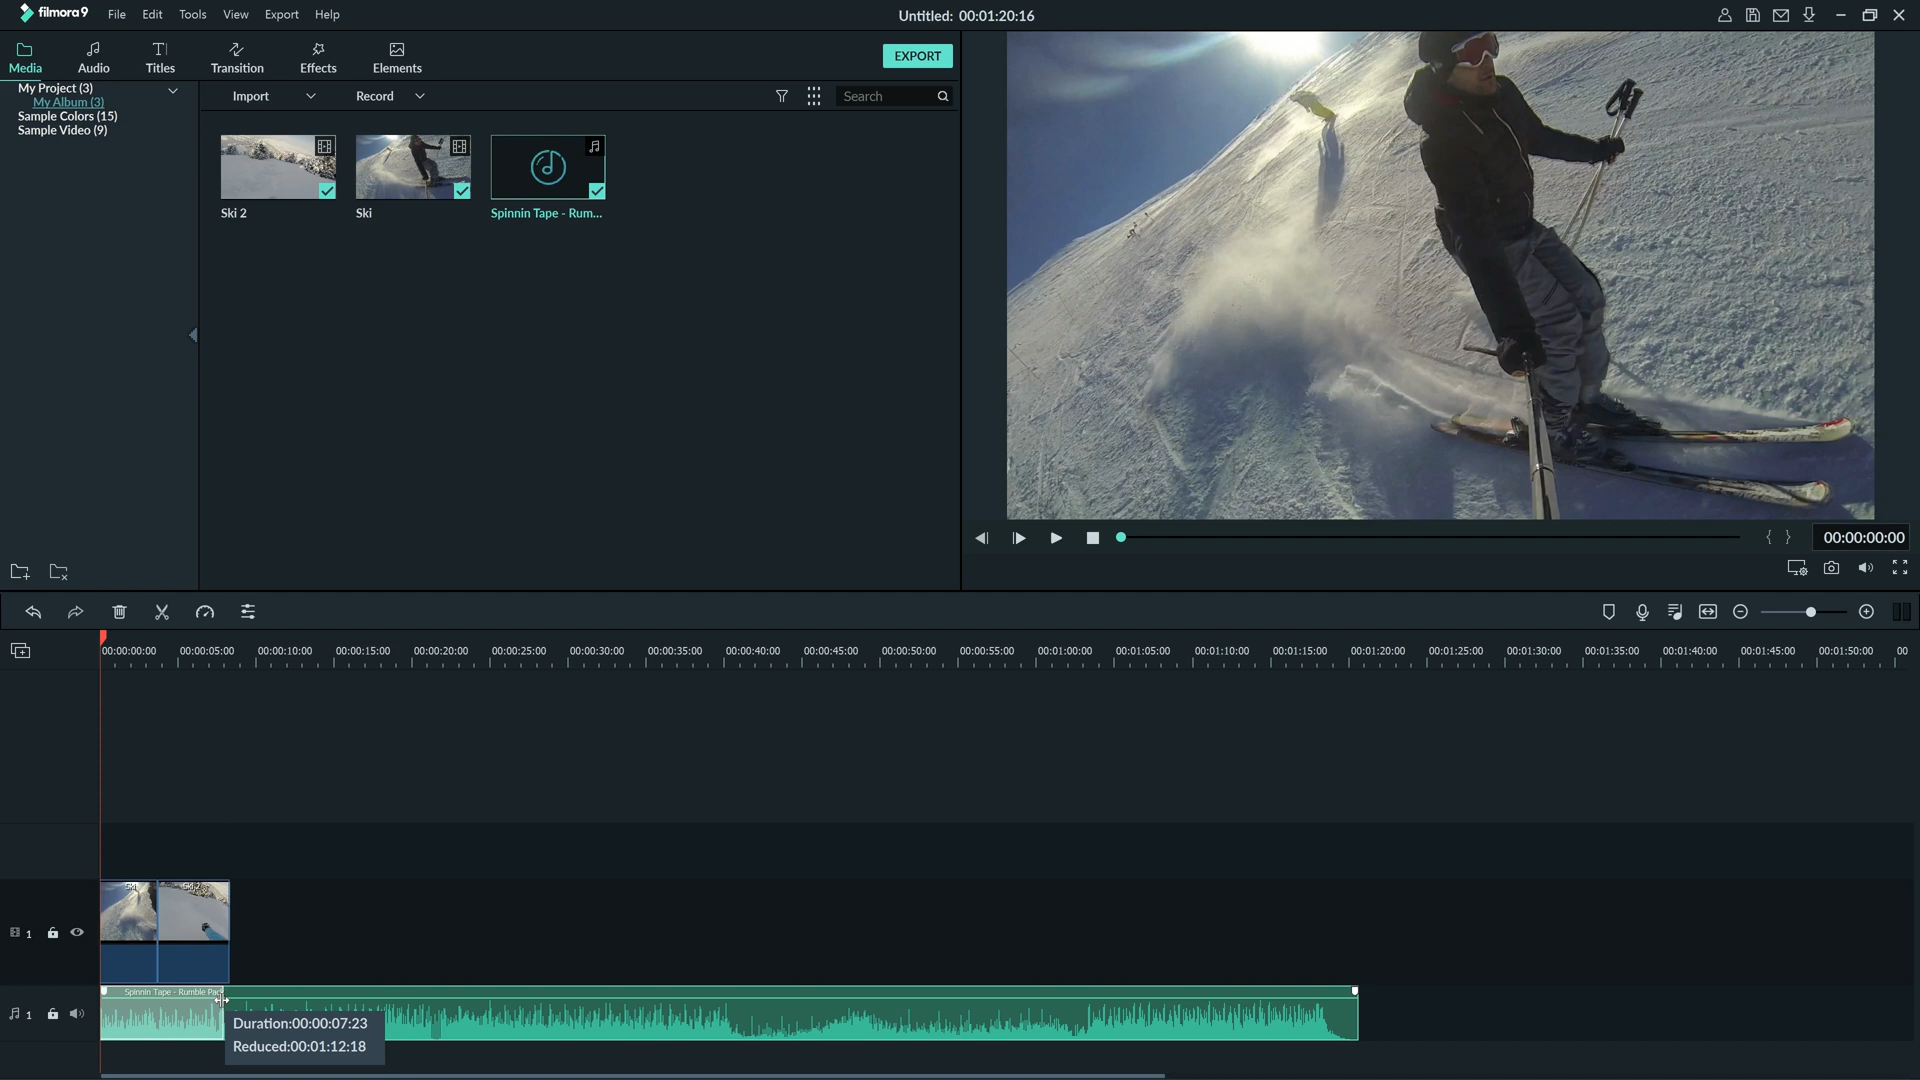 filmora9 File Edit Tools View Export Help Untitled: 00:01:20:16
Media Audio Titles Transition Effects Elements EXPORT
My Project (3)
My Album (3)
Sample Colors (15)
Sample Video (9)
Import Record Search
Ski 2 Ski Spinnin Tape - Rum...
{ } 00:00:00:00
00:00:00:00 00:00:05:00 00:00:10:00 00:00:15:00 00:00:20:00 00:00:25:00 00:00:30:00 00:00:35:00 00:00:40:00 00:00:45:00 00:00:50:00 00:00:55:00 00:01:00:00 00:01:05:00 00:01:10:00 00:01:15:00 00:01:20:00 00:01:25:00 00:01:30:00 00:01:35:00 00:01:40:00 00:01:45:00 00:01:50:00 00
Ski Ski 2
1
Spinnin Tape - Rumble Pac
1
Duration:00:00:07:23
Reduced:00:01:12:18